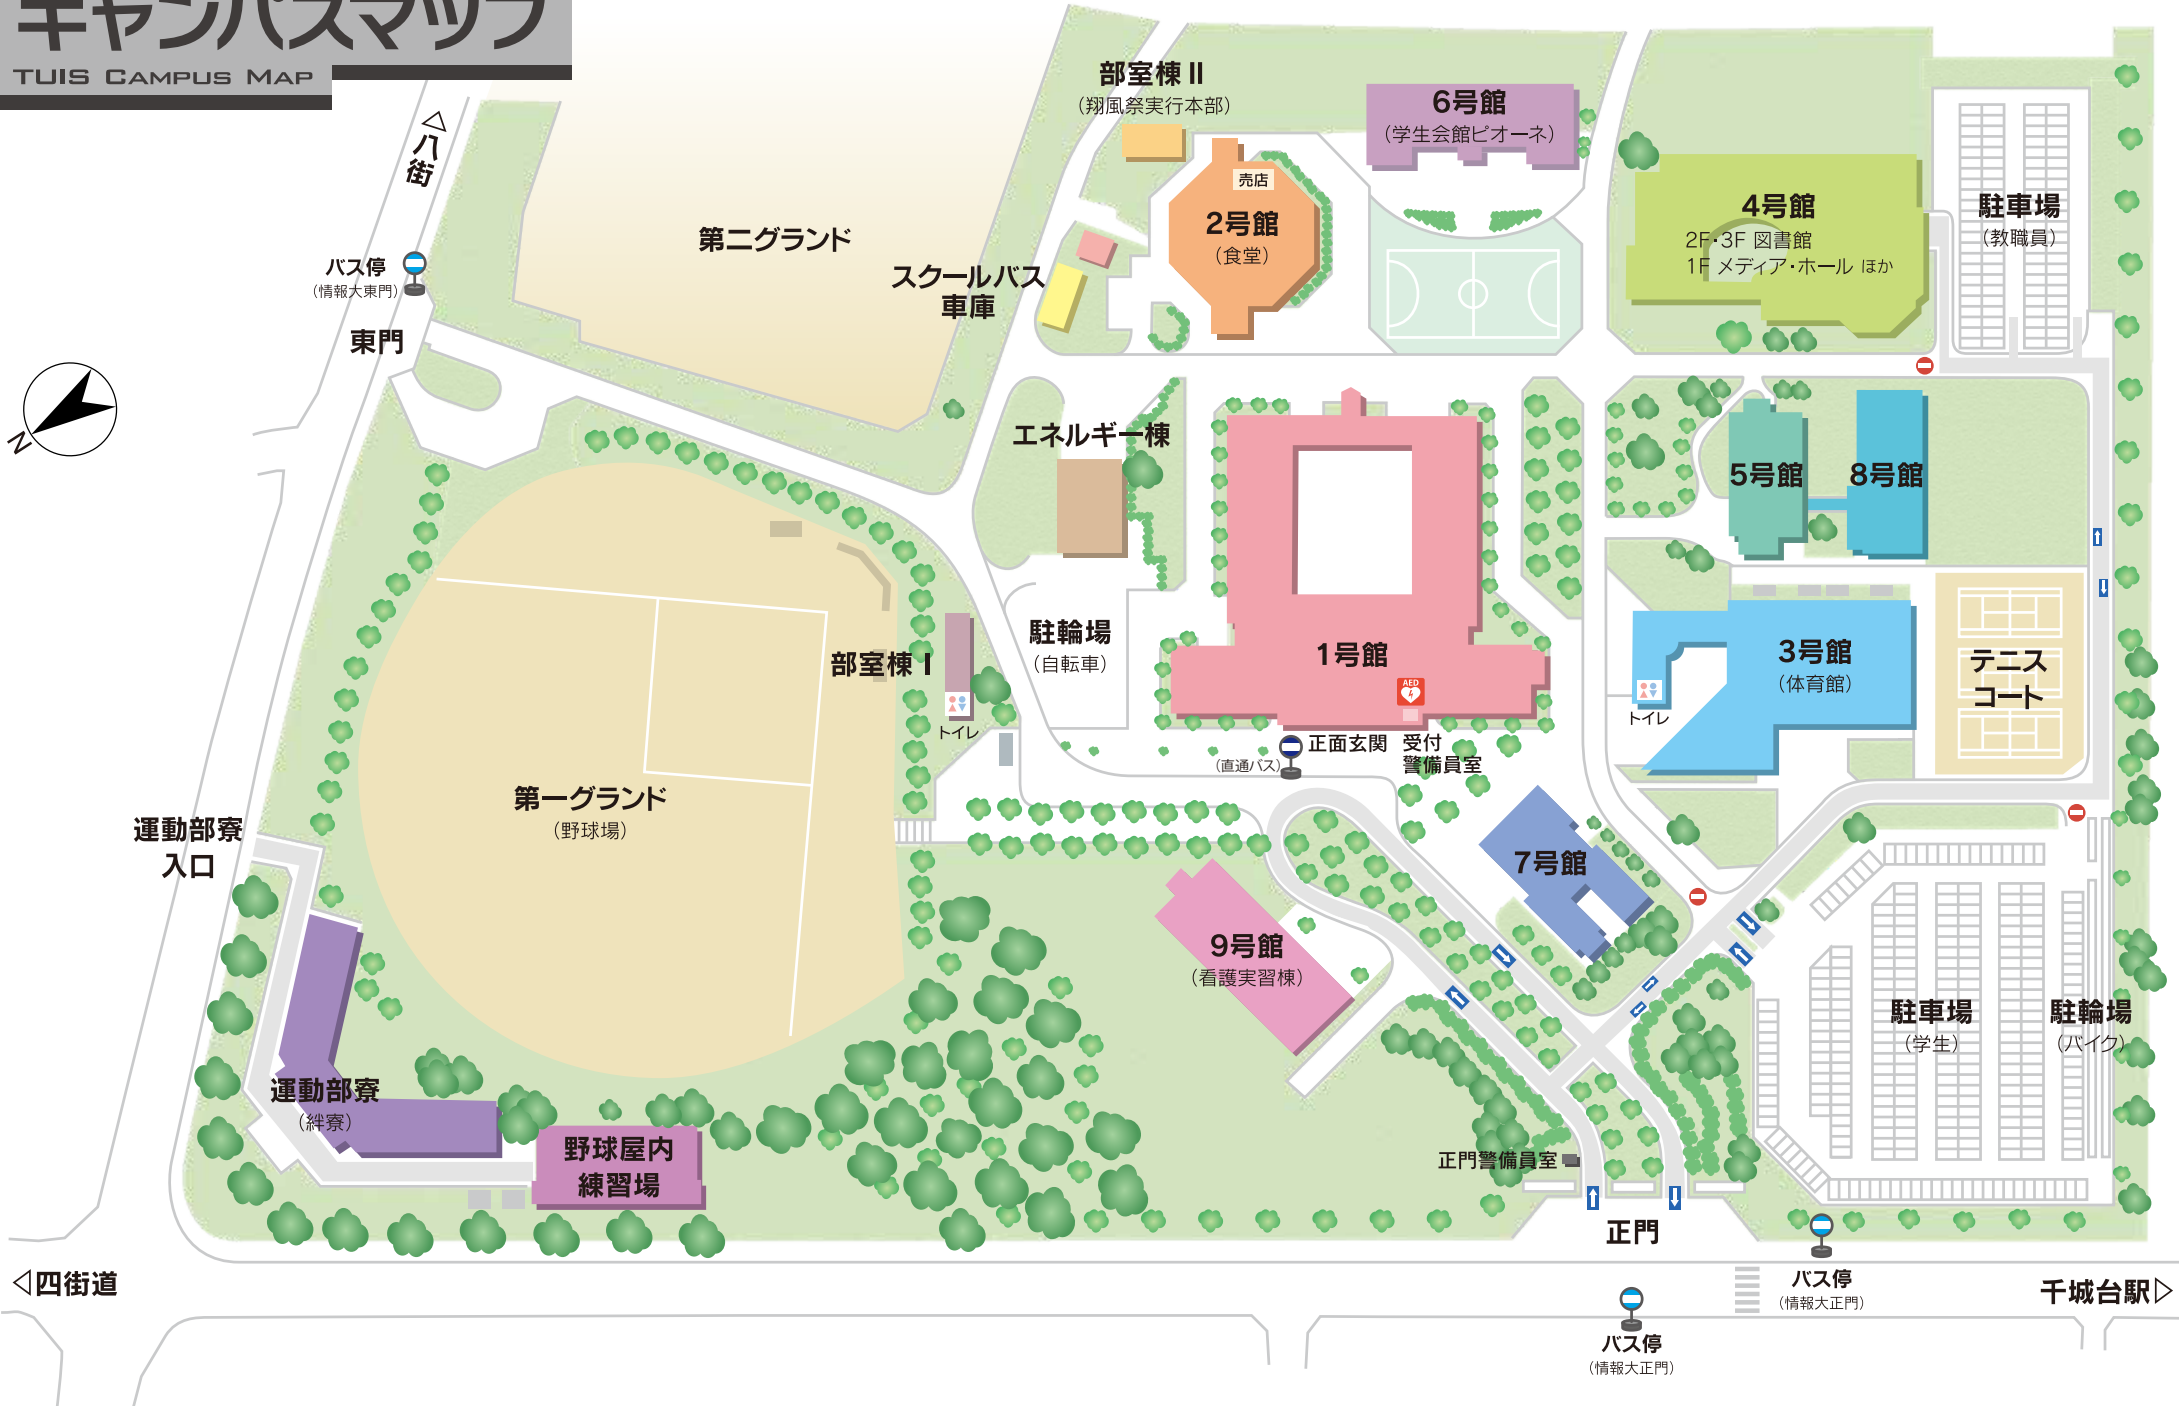 キャンパスマップ
TUIS CAMPUS MAP
◁八街
バス停
（情報大東門）
東門
第二グランド
スクールバス
車庫
部室棟 II
（翔風祭実行本部）
売店
2号館
（食堂）
6号館
（学生会館ピオーネ）
4号館
2F・3F 図書館
1F メディア・ホール ほか
駐車場
（教職員）
N
エネルギー棟
5号館
8号館
駐輪場
（自転車）
1号館
AED
3号館
（体育館）
トイレ
テニス
コート
部室棟 I
トイレ
正面玄関
受付
警備員室
（直通バス）
第一グランド
（野球場）
運動部寮
入口
7号館
9号館
（看護実習棟）
駐車場
（学生）
駐輪場
（バイク）
運動部寮
（絆寮）
野球屋内
練習場
正門警備員室
正門
◁四街道
バス停
（情報大正門）
千城台駅▷
バス停
（情報大正門）